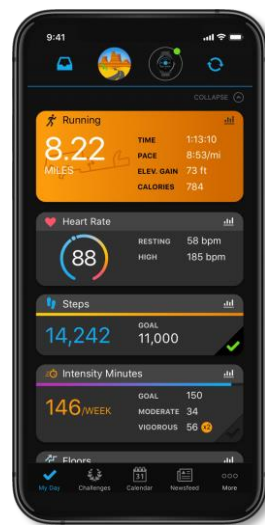 9:41
COLLAPSE
Running
8.22
MILES
TIME 1:13:10
PACE 8:53/mi
ELEV. GAIN 73 ft
CALORIES 784
Heart Rate
88
RESTING 58 bpm
HIGH 185 bpm
Steps
14,242
GOAL
11,000
Intensity Minutes
146/WEEK
GOAL 150
MODERATE 34
VIGOROUS 56 x2
Floors
31
My Day Challenges Calendar Newsfeed More